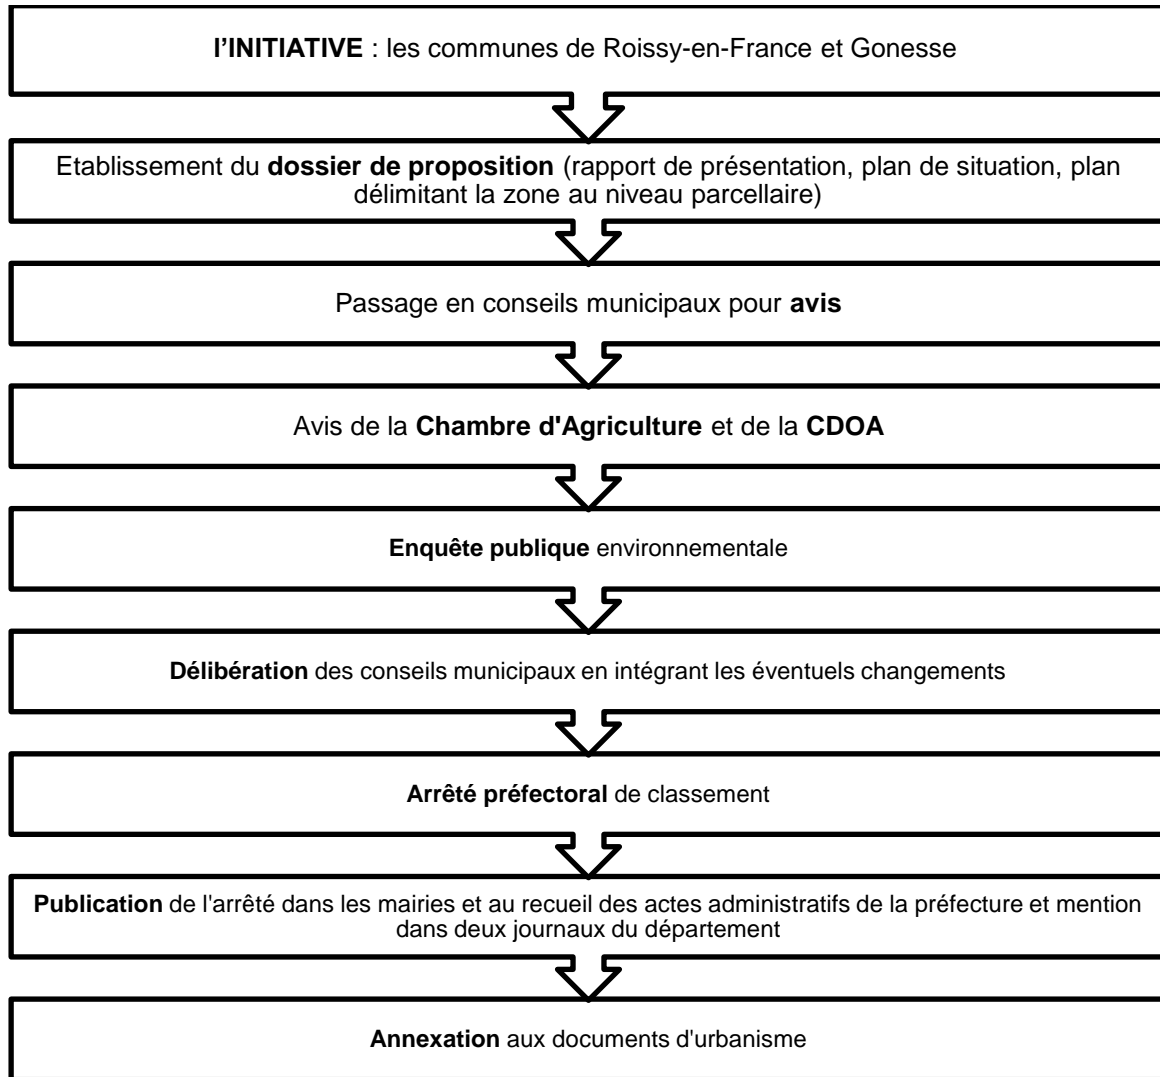 l'INITIATIVE : les communes de Roissy-en-France et Gonesse
Etablissement du dossier de proposition (rapport de présentation, plan de situation, plan
délimitant la zone au niveau parcellaire)
Passage en conseils municipaux pour avis
Avis de la Chambre d'Agriculture et de la CDOA
Enquête publique environnementale
Délibération des conseils municipaux en intégrant les éventuels changements
Arrêté préfectoral de classement
Publication de l'arrêté dans les mairies et au recueil des actes administratifs de la préfecture et mention
dans deux journaux du département
Annexation aux documents d'urbanisme